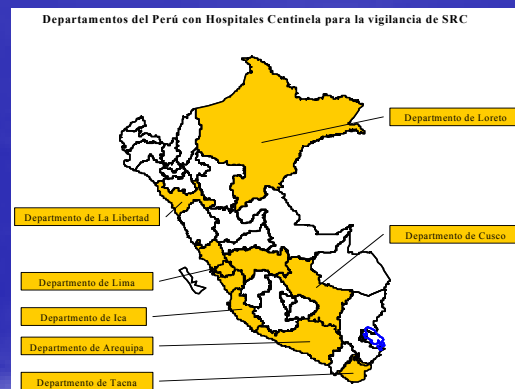 Departamentos del Perú con Hospitales Centinela para la vigilancia de SRC
Departmento de Loreto
Departmento de La Libertad
Departmento de Cusco
Departmento de Lima
Departmento de Ica
Departmento de Arequipa
Departmento de Tacna